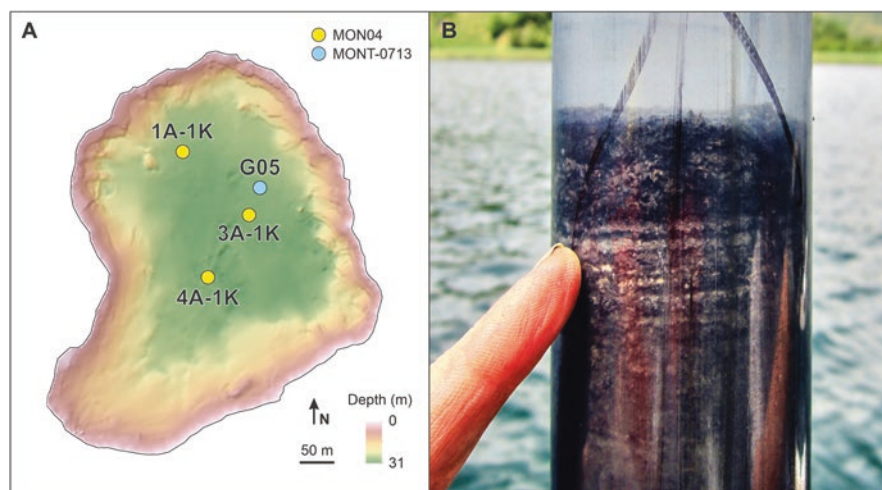 A
MON04
MONT-0713
1A-1K
G05
3A-1K
4A-1K
Depth (m)
0
N
50 m
31
B